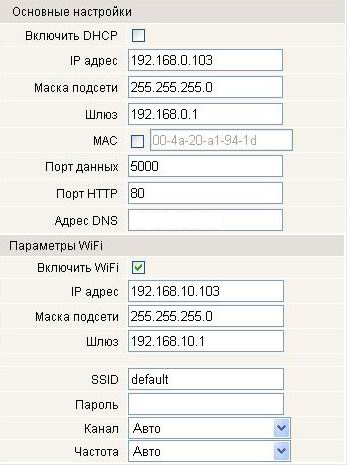 Основные настройки
Включить DHCP
IP адрес 192.168.0.103
Маска подсети 255.255.255.0
Шлюз 192.168.0.1
MAC 00-4a-20-a1-94-1d
Порт данных 5000
Порт HTTP 80
Адрес DNS
Параметры WiFi
Включить WiFi
IP адрес 192.168.10.103
Маска подсети 255.255.255.0
Шлюз 192.168.10.1
SSID default
Пароль
Канал Авто
Частота Авто